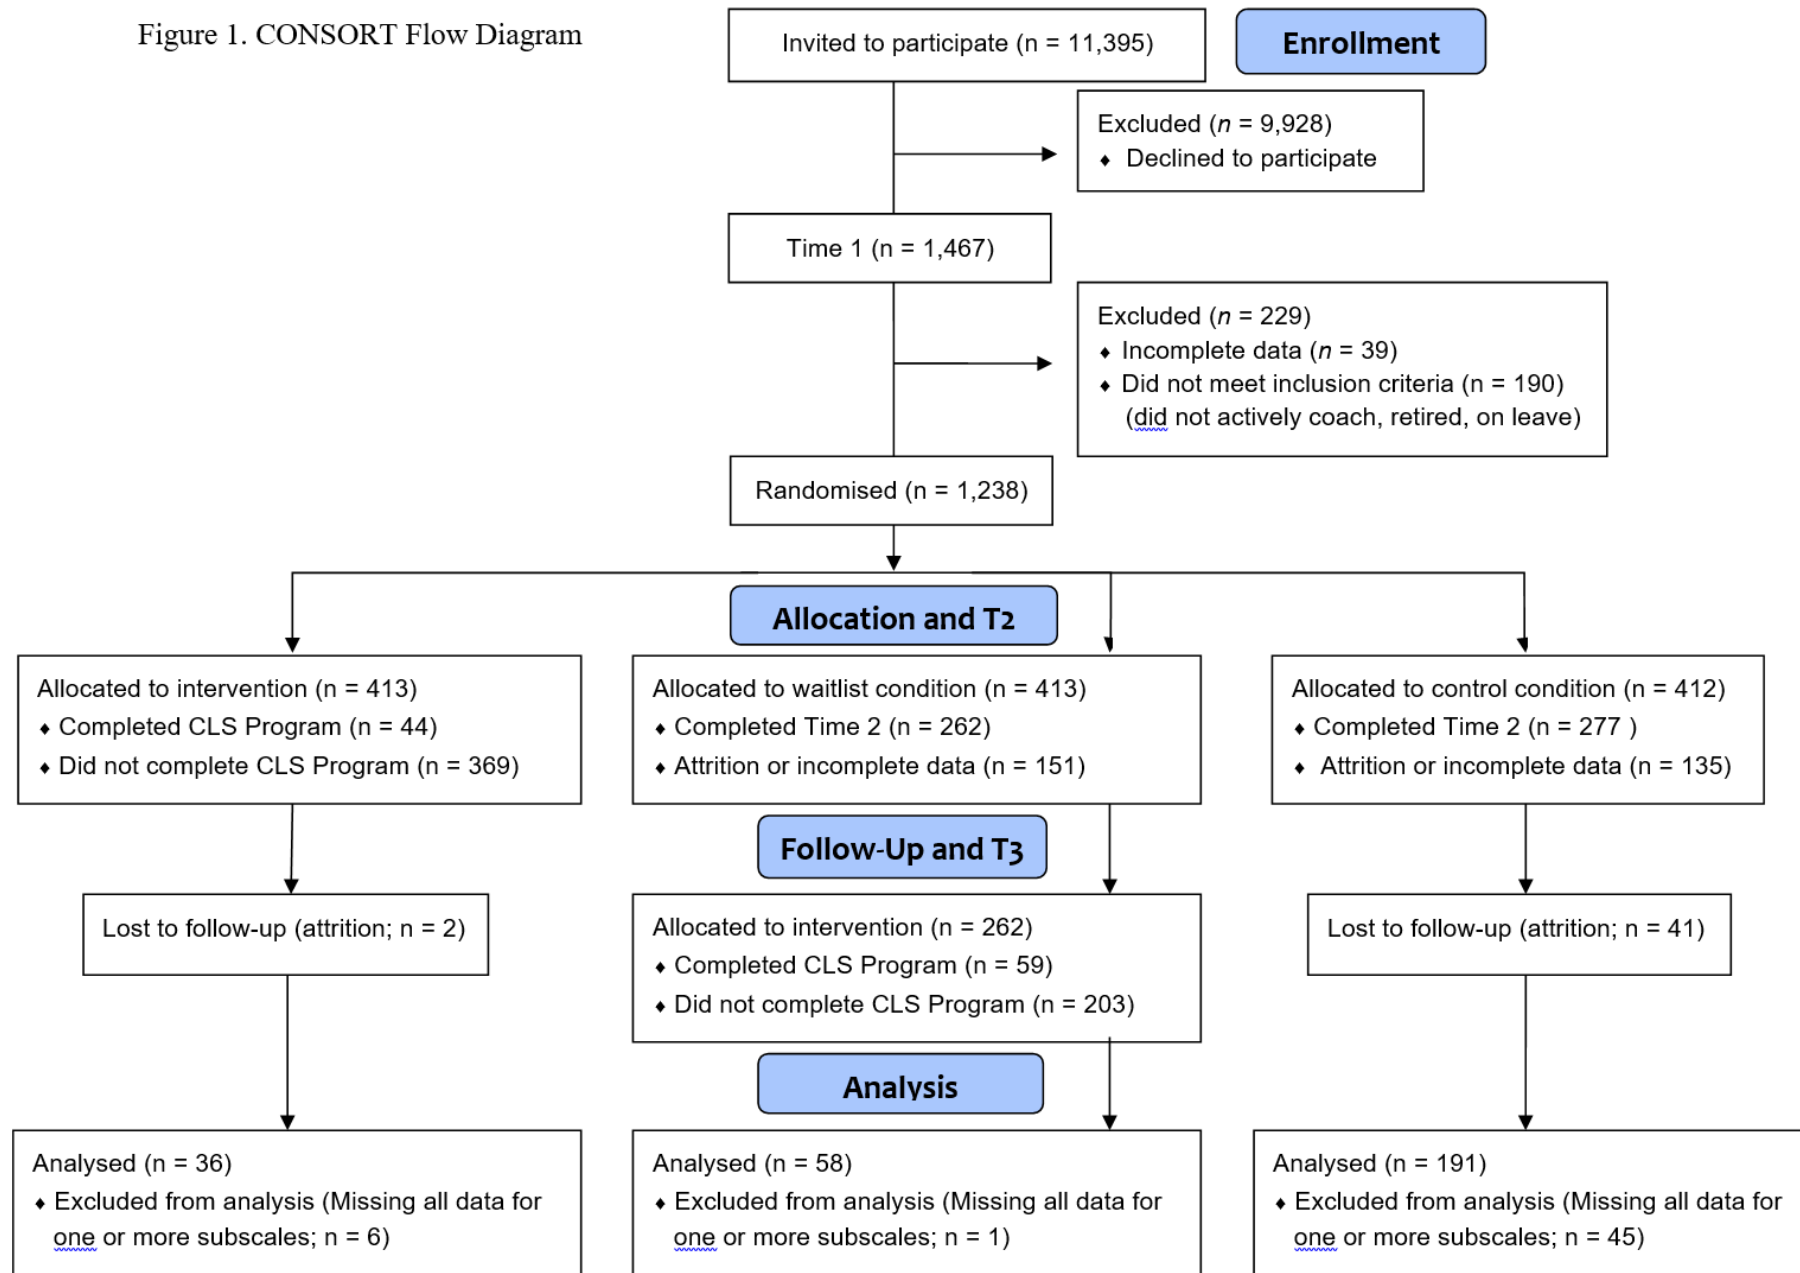 Figure 1. CONSORT Flow Diagram
Invited to participate (n = 11,395)
Enrollment
Excluded (n = 9,928)
♦ Declined to participate
Time 1 (n = 1,467)
Excluded (n = 229)
♦ Incomplete data (n = 39)
♦ Did not meet inclusion criteria (n = 190)
(did not actively coach, retired, on leave)
Randomised (n = 1,238)
Allocation and T2
Allocated to intervention (n = 413)
♦ Completed CLS Program (n = 44)
♦ Did not complete CLS Program (n = 369)
Allocated to waitlist condition (n = 413)
♦ Completed Time 2 (n = 262)
♦ Attrition or incomplete data (n = 151)
Allocated to control condition (n = 412)
♦ Completed Time 2 (n = 277 )
♦ Attrition or incomplete data (n = 135)
Follow-Up and T3
Lost to follow-up (attrition; n = 2)
Allocated to intervention (n = 262)
♦ Completed CLS Program (n = 59)
♦ Did not complete CLS Program (n = 203)
Lost to follow-up (attrition; n = 41)
Analysis
Analysed (n = 36)
♦ Excluded from analysis (Missing all data for
one or more subscales; n = 6)
Analysed (n = 58)
♦ Excluded from analysis (Missing all data for
one or more subscales; n = 1)
Analysed (n = 191)
♦ Excluded from analysis (Missing all data for
one or more subscales; n = 45)